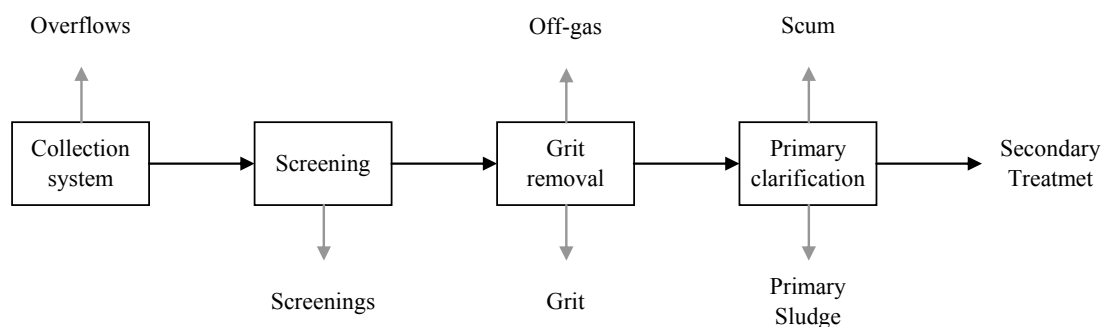 Overflows
Off-gas
Scum
Collection
system
Screening
Grit
removal
Primary
clarification
Secondary
Treatmet
Screenings
Grit
Primary
Sludge